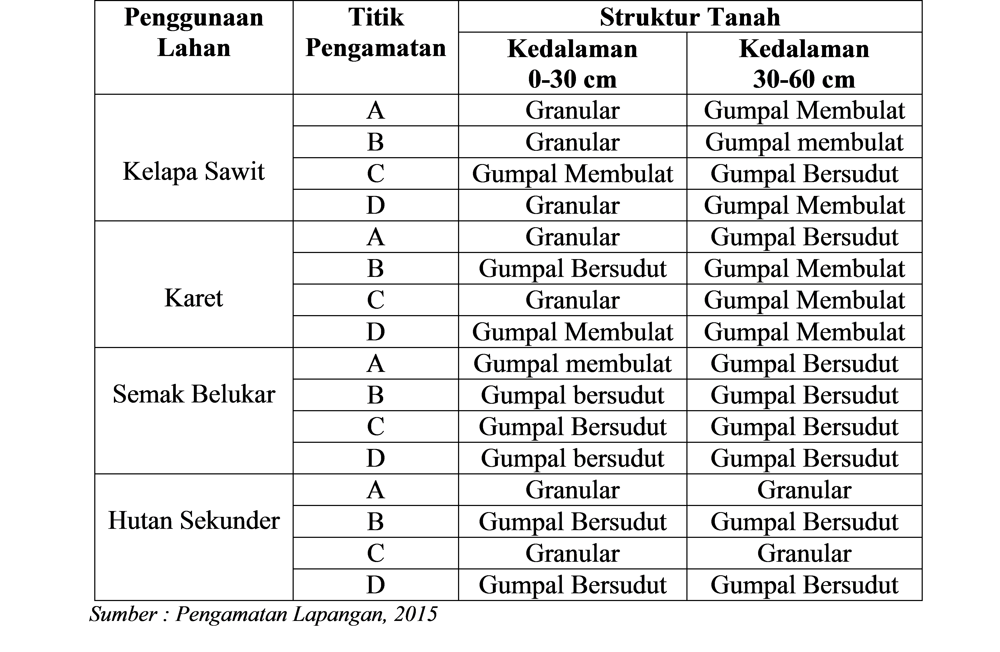 Penggunaan Lahan Titik Pengamatan Struktur Tanah
Kedalaman 0-30 cm Kedalaman 30-60 cm
Kelapa Sawit A Granular Gumpal Membulat
B Granular Gumpal membulat
C Gumpal Membulat Gumpal Bersudut
D Granular Gumpal Membulat
Karet A Granular Gumpal Bersudut
B Gumpal Bersudut Gumpal Membulat
C Granular Gumpal Membulat
D Gumpal Membulat Gumpal Membulat
Semak Belukar A Gumpal membulat Gumpal Bersudut
B Gumpal bersudut Gumpal Bersudut
C Gumpal Bersudut Gumpal Bersudut
D Gumpal bersudut Gumpal Bersudut
Hutan Sekunder A Granular Granular
B Gumpal Bersudut Gumpal Bersudut
C Granular Granular
D Gumpal Bersudut Gumpal Bersudut
Sumber : Pengamatan Lapangan, 2015